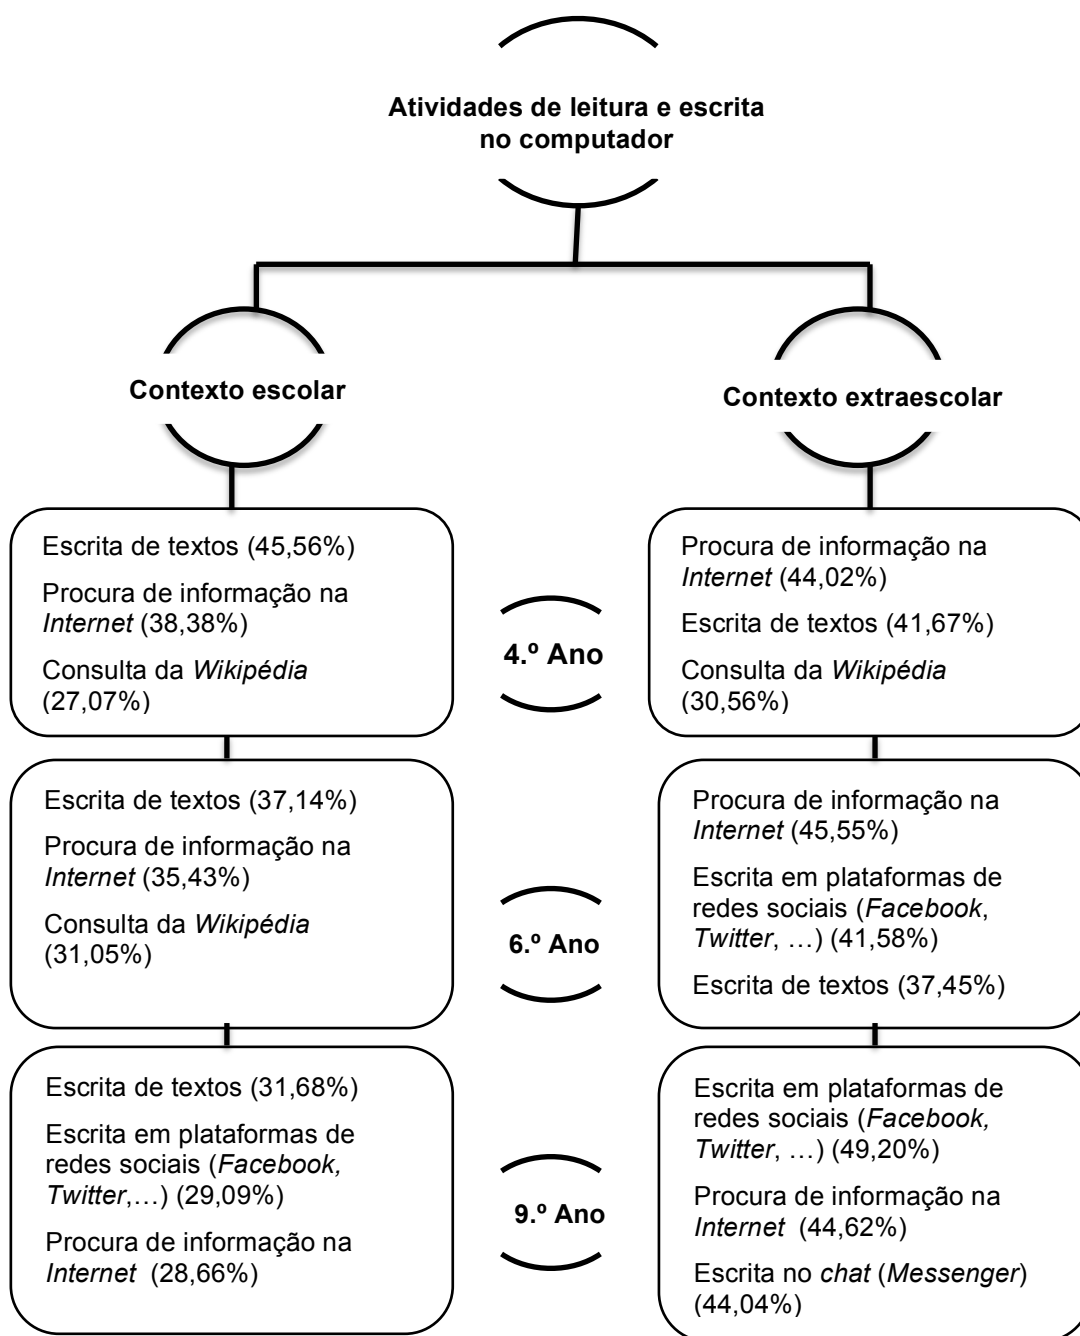 Atividades de leitura e escrita
no computador
Contexto escolar
Contexto extraescolar
Escrita de textos (45,56%)
Procura de informação na
Internet (38,38%)
Consulta da Wikipédia
(27,07%)
4.º Ano
Procura de informação na
Internet (44,02%)
Escrita de textos (41,67%)
Consulta da Wikipédia
(30,56%)
Escrita de textos (37,14%)
Procura de informação na
Internet (35,43%)
Consulta da Wikipédia
(31,05%)
6.º Ano
Procura de informação na
Internet (45,55%)
Escrita em plataformas de
redes sociais (Facebook,
Twitter, …) (41,58%)
Escrita de textos (37,45%)
Escrita de textos (31,68%)
Escrita em plataformas de
redes sociais (Facebook,
Twitter,…) (29,09%)
Procura de informação na
Internet (28,66%)
9.º Ano
Escrita em plataformas de
redes sociais (Facebook,
Twitter, …) (49,20%)
Procura de informação na
Internet (44,62%)
Escrita no chat (Messenger)
(44,04%)